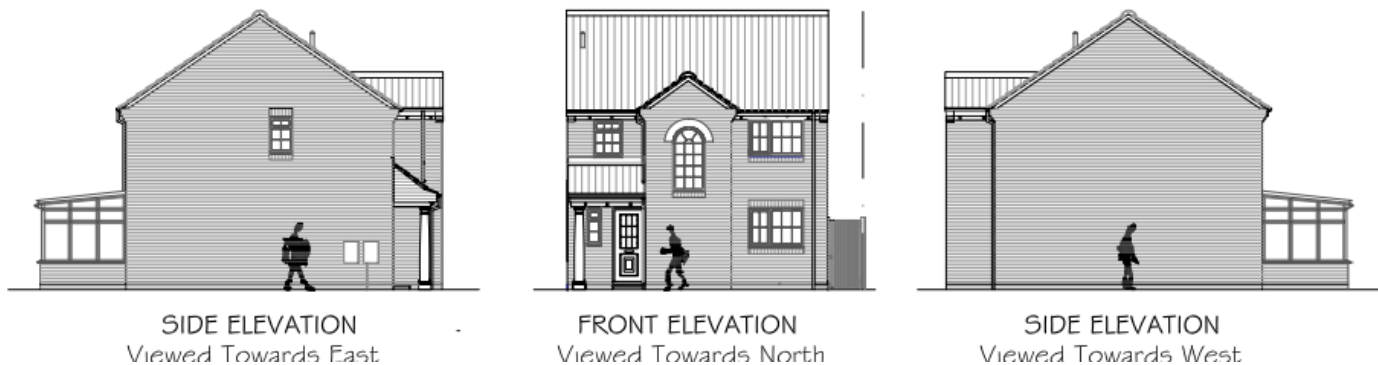 SIDE ELEVATION
Viewed Towards East
FRONT ELEVATION
Viewed Towards North
SIDE ELEVATION
Viewed Towards West